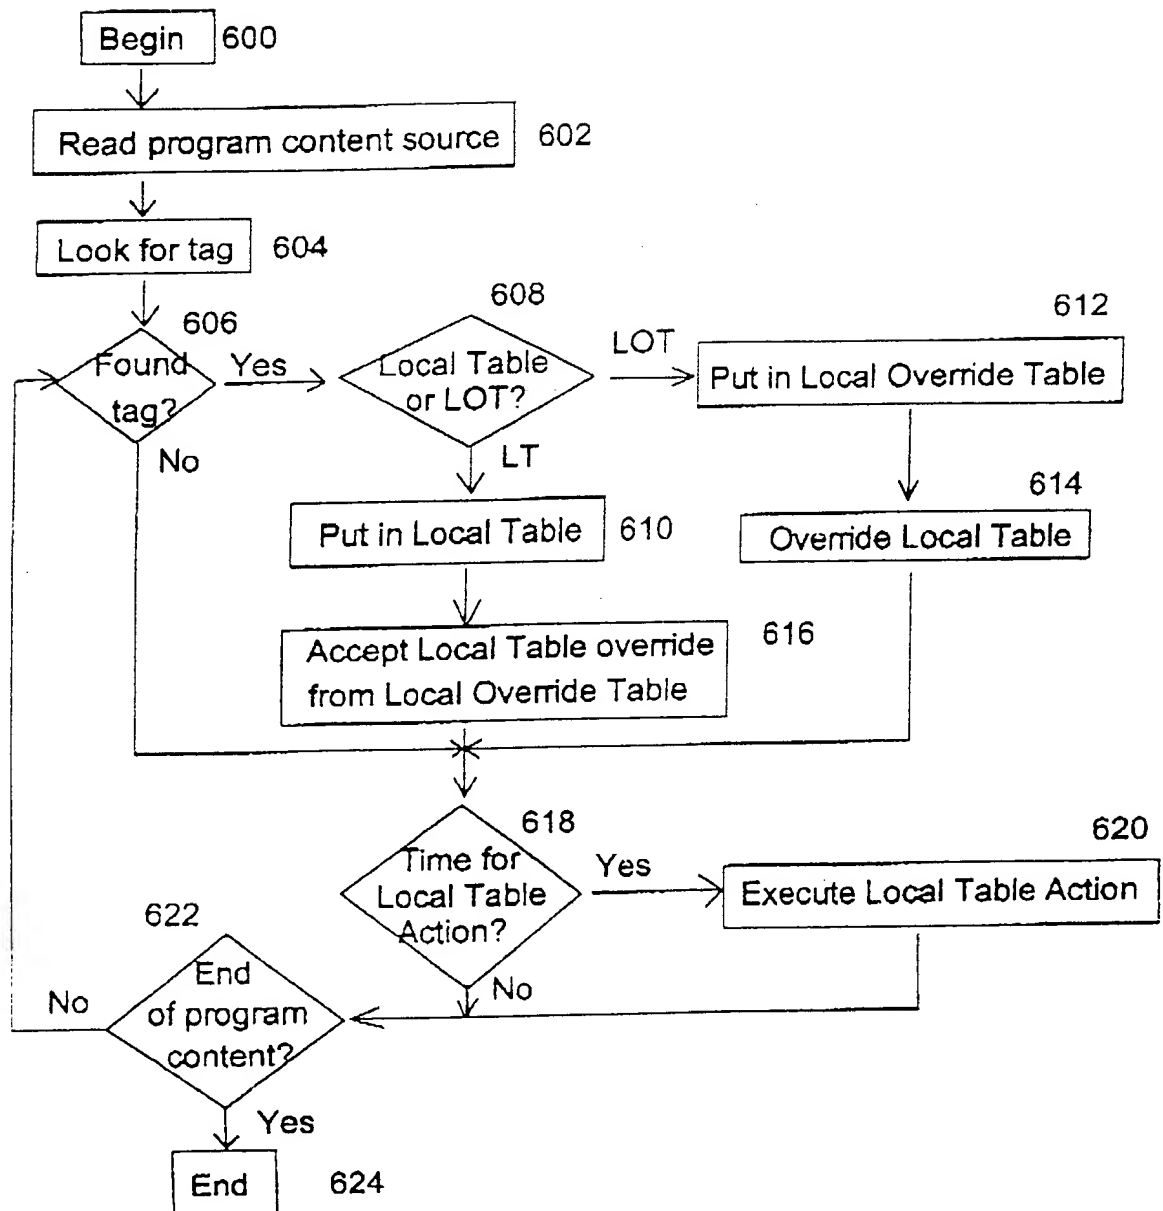 Begin 600
Read program content source 602
Look for tag 604
606
Found
tag?
Yes
No
608
Local Table
or LOT?
LOT
LT
612
Put in Local Override Table
614
Override Local Table
Put in Local Table 610
Accept Local Table override
from Local Override Table
616
618
Time for
Local Table
Action?
Yes
No
620
Execute Local Table Action
622
End
of program
content?
No
Yes
End 624